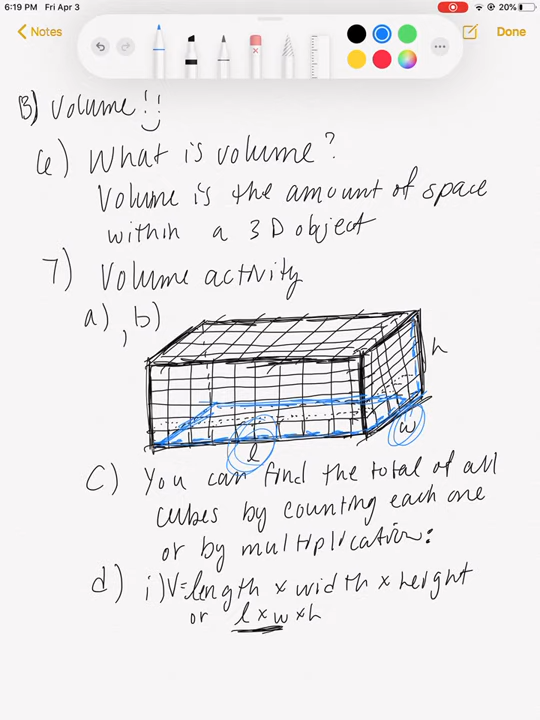 6:19 PM Fri Apr 3
20%
Notes
Done
B) Volume!!
6) What is volume?
Volume is the amount of space
within a 3D object
7) Volume activity
a), b)
h
l
w
C) You can find the total of all
cubes by counting each one
or by multiplication:
d) i) V=length x width x height
or l x w x h